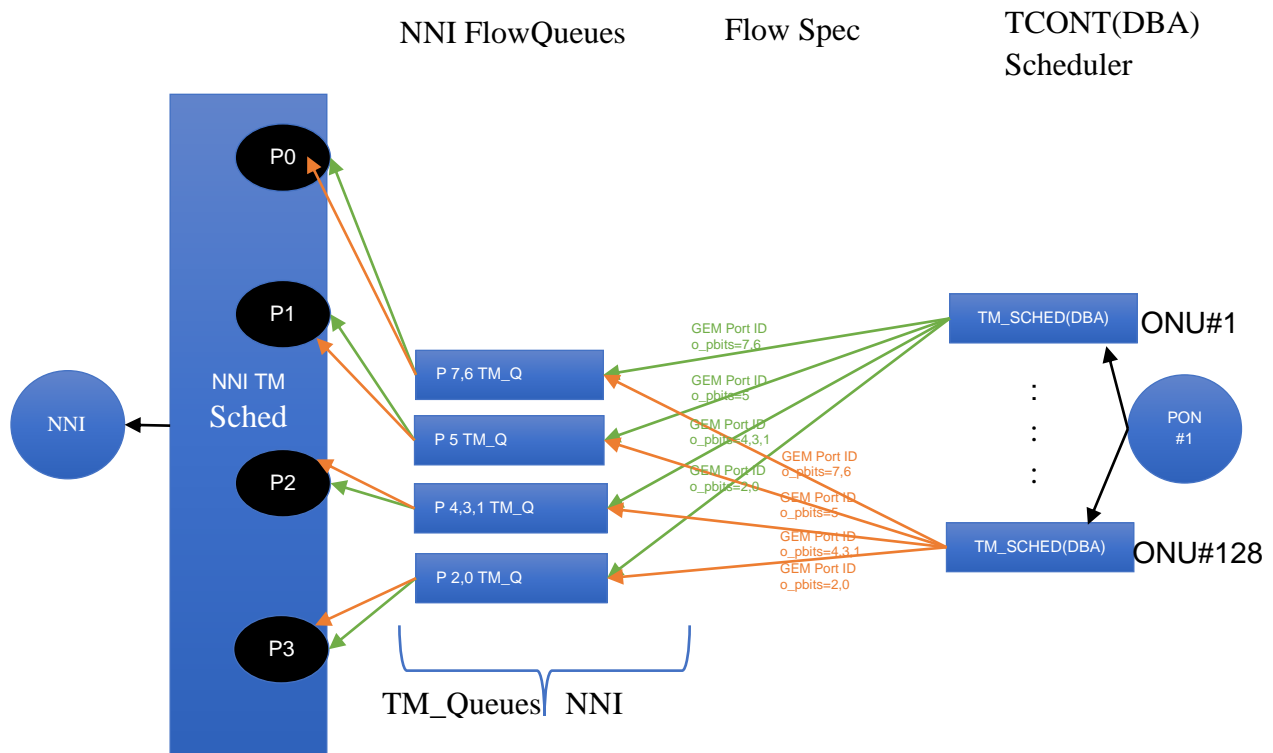 NNI FlowQueues
Flow Spec
TCONT(DBA)
Scheduler
P0
P1
NNI TM
Sched
P2
P3
NNI
P 7,6 TM_Q
P 5 TM_Q
P 4,3,1 TM_Q
P 2,0 TM_Q
GEM Port ID
o_pbits=7,6
GEM Port ID
o_pbits=5
GEM Port ID
o_pbits=4,3,1
GEM Port ID
o_pbits=2,0
GEM Port ID
o_pbits=7,6
GEM Port ID
o_pbits=5
GEM Port ID
o_pbits=4,3,1
GEM Port ID
o_pbits=2,0
TM_SCHED(DBA)
ONU#1
:
:
:
:
PON
#1
TM_SCHED(DBA)
ONU#128
TM_Queues
NNI